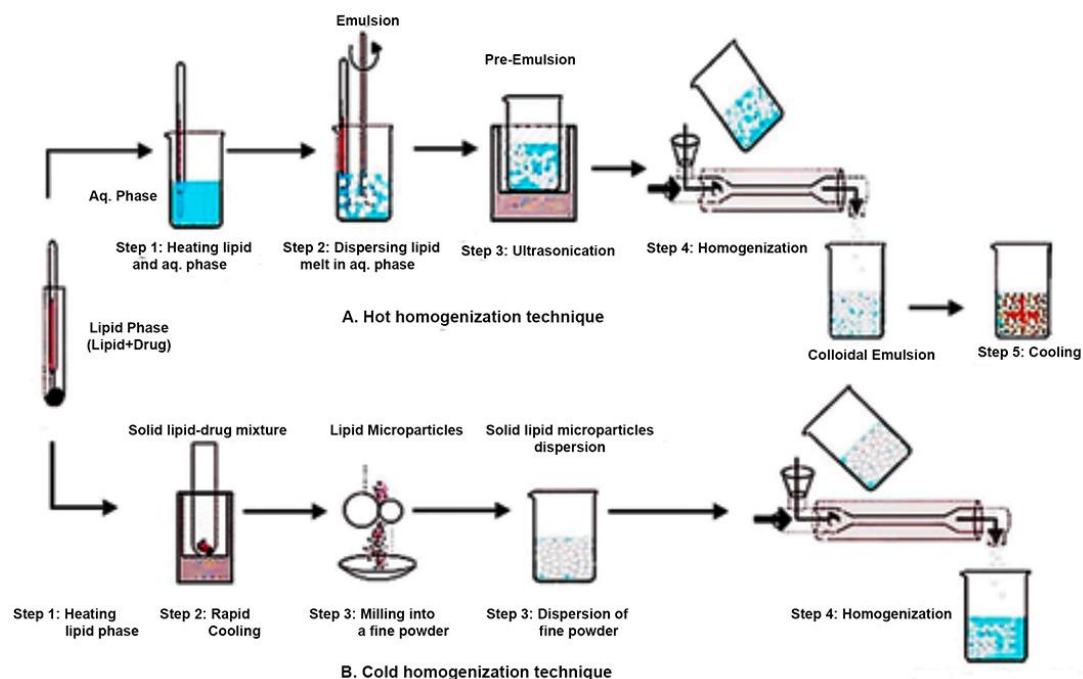 Emulsion
Pre-Emulsion
Aq. Phase
Step 1: Heating lipid
and aq. phase
Step 2: Dispersing lipid
melt in aq. phase
Step 3: Ultrasonication
Step 4: Homogenization
A. Hot homogenization technique
Lipid Phase
(Lipid+Drug)
Colloidal Emulsion
Step 5: Cooling
Solid lipid-drug mixture
Lipid Microparticles
Solid lipid microparticles
dispersion
Step 1: Heating
lipid phase
Step 2: Rapid
Cooling
Step 3: Milling into
a fine powder
Step 3: Dispersion of
fine powder
Step 4: Homogenization
B. Cold homogenization technique